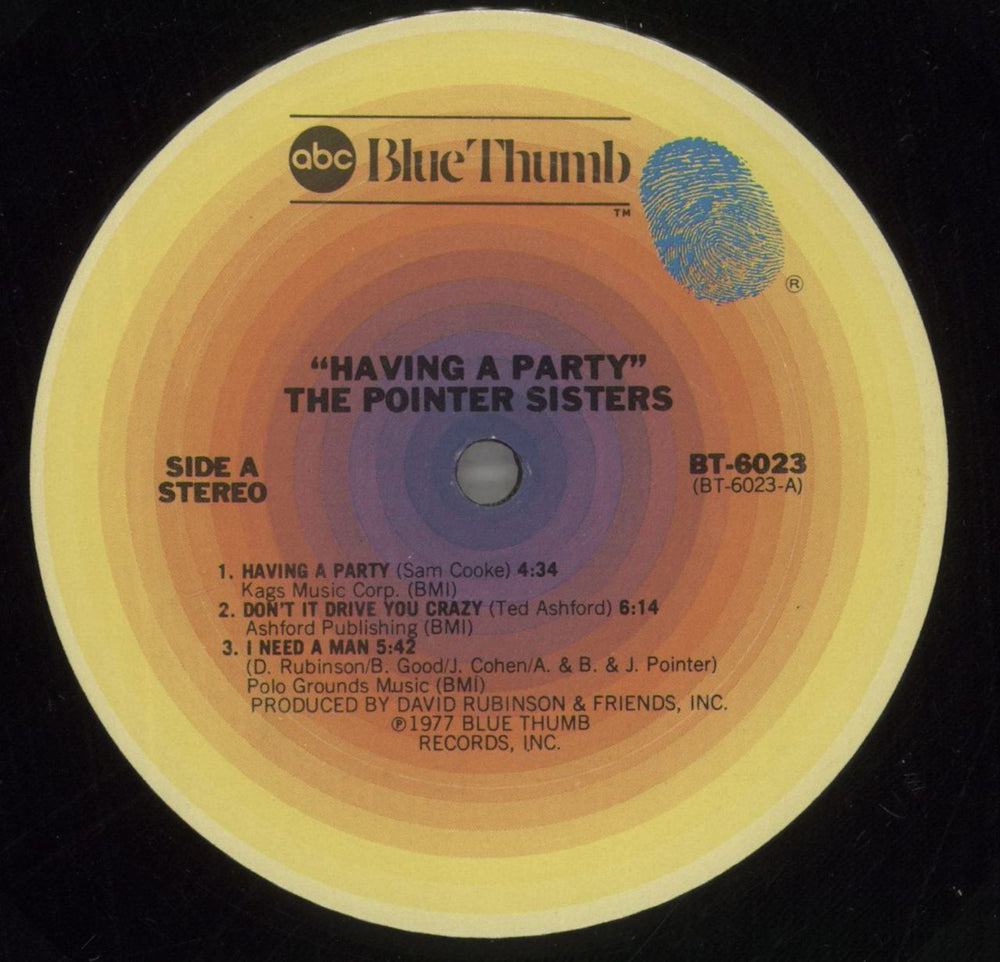 abc Blue Thumb
™
®
“HAVING A PARTY”
THE POINTER SISTERS
SIDE A
STEREO
BT-6023
(BT-6023-A)
1. HAVING A PARTY (Sam Cooke) 4:34
Kags Music Corp. (BMI)
2. DON'T IT DRIVE YOU CRAZY (Ted Ashford) 6:14
Ashford Publishing (BMI)
3. I NEED A MAN 5:42
(D. Rubinson/B. Good/J. Cohen/A. & B. & J. Pointer)
Polo Grounds Music (BMI)
PRODUCED BY DAVID RUBINSON & FRIENDS, INC.
℗1977 BLUE THUMB
RECORDS, INC.